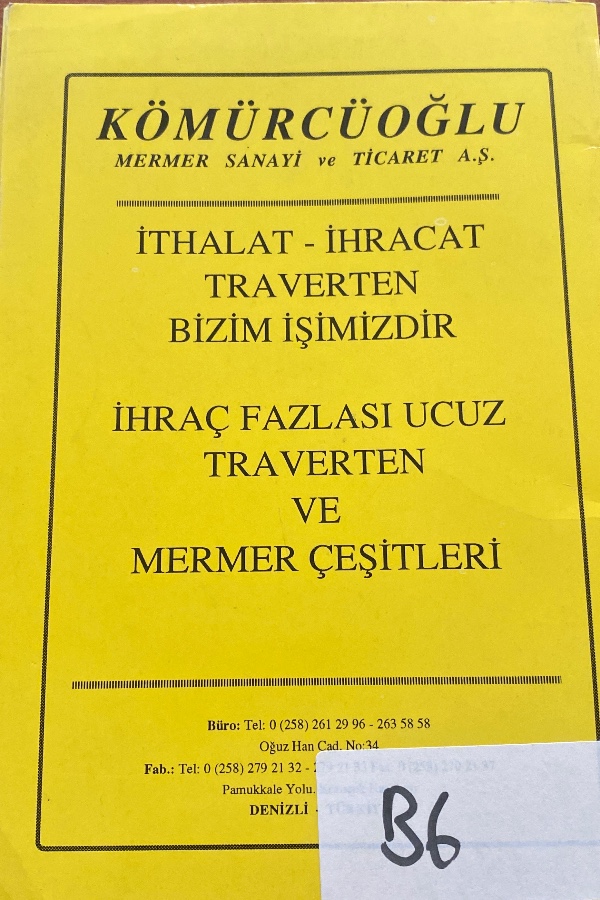 KÖMÜRCÜOĞLU
MERMER SANAYİ ve TİCARET A.Ş.
İTHALAT - İHRACAT
TRAVERTEN
BİZİM İŞİMİZDİR
İHRAÇ FAZLASI UCUZ
TRAVERTEN
VE
MERMER ÇEŞİTLERİ
Büro: Tel: 0 (258) 261 29 96 - 263 58 58
Oğuz Han Cad. No:34
Fab.: Tel: 0 (258) 279 21 32 -
Pamukkale Yolu.
DENİZLİ -
B6